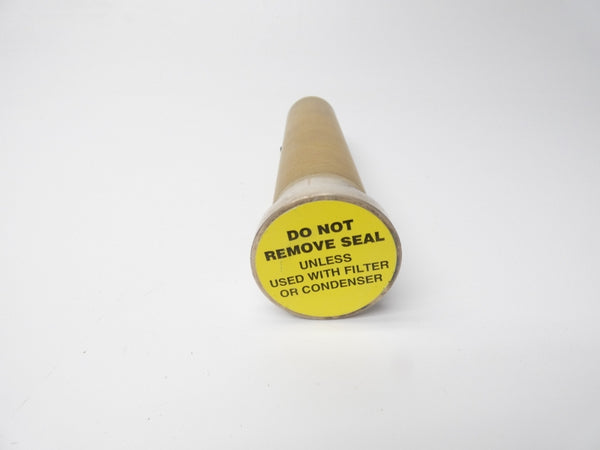 DO NOT
REMOVE SEAL
UNLESS
USED WITH FILTER
OR CONDENSER